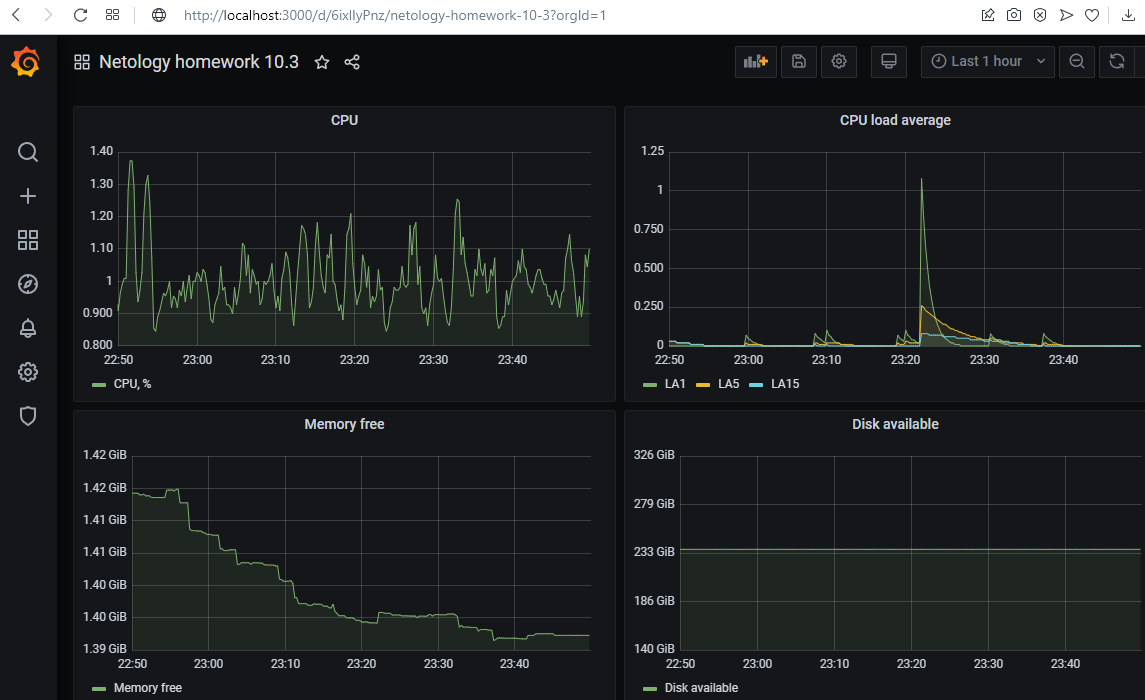 http://localhost:3000/d/6ixIIyPnz/netology-homework-10-3?orgId=1
Netology homework 10.3
Last 1 hour
CPU
1.40
1.30
1.20
1.10
1
0.900
0.800
22:50 23:00 23:10 23:20 23:30 23:40
CPU, %
CPU load average
1.25
1
0.750
0.500
0.250
0
22:50 23:00 23:10 23:20 23:30 23:40
LA1 LA5 LA15
Memory free
1.42 GiB
1.42 GiB
1.41 GiB
1.41 GiB
1.40 GiB
1.40 GiB
1.39 GiB
22:50 23:00 23:10 23:20 23:30 23:40
Memory free
Disk available
326 GiB
279 GiB
233 GiB
186 GiB
140 GiB
22:50 23:00 23:10 23:20 23:30 23:40
Disk available